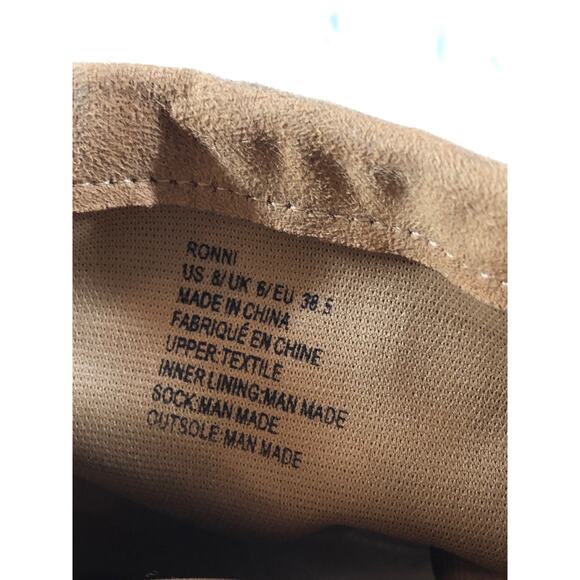 RONNI
US 8/ UK 6/ EU 38.5
MADE IN CHINA
FABRIQUÉ EN CHINE
UPPER:TEXTILE
INNER LINING:MAN MADE
SOCK:MAN MADE
OUTSOLE:MAN MADE